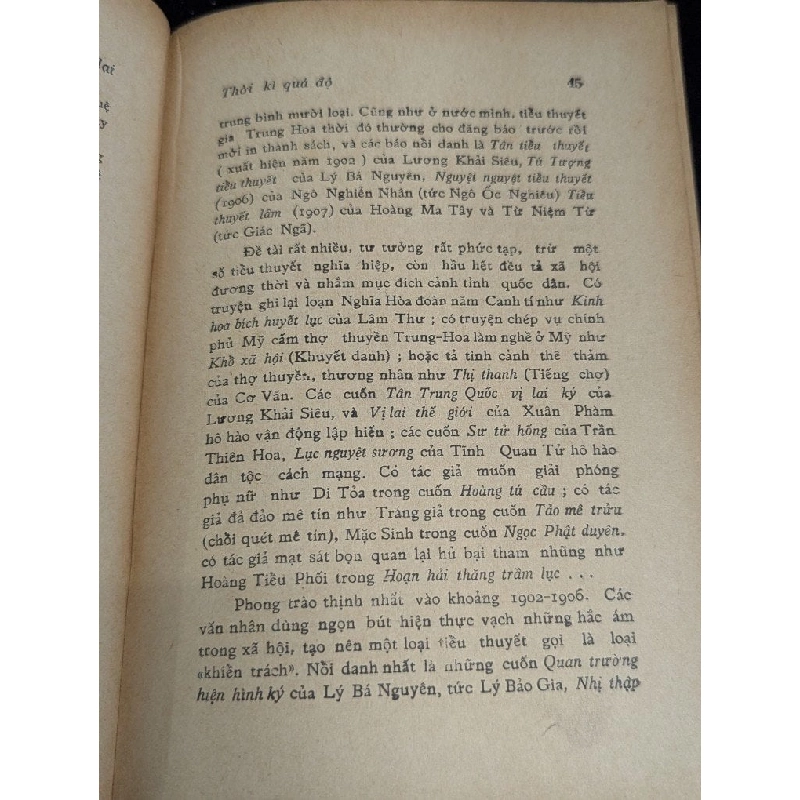 Thời kì quá độ 45
trung bình mười loại. Cũng như ở nước mình, tiểu thuyết
gia Trung Hoa thời đó thường cho đăng báo trước rồi
mới in thành sách, và các báo nổi danh là Tân tiểu thuyết
( xuất hiện năm 1902 ) của Lương Khải Siêu, Tú Tượng
tiểu thuyết của Lý Bá Nguyên, Nguyệt nguyệt tiểu thuyết
(1906) của Ngô Nghiễn Nhân (tức Ngô Ốc Nghiêu) Tiểu
thuyết lâm (1907) của Hoàng Ma Tây và Từ Niệm Từ
(tức Giác Ngã).
Đề tài rất nhiều, tư tưởng rất phức tạp, trừ một
số tiểu thuyết nghĩa hiệp, còn hầu hết đều tả xã hội
đương thời và nhắm mục đích cảnh tỉnh quốc dân. Có
truyện ghi lại loạn Nghĩa Hòa đoàn năm Canh tí như Kinh
hoa bích huyết lục của Lâm Thư ; có truyện chép vụ chính
phủ Mỹ cấm thợ thuyền Trung-Hoa làm nghề ở Mỹ như
Khổ xã hội (Khuyết danh) ; hoặc tả tình cảnh thê thảm
của thợ thuyền, thương nhân như Thị thanh (Tiếng chợ)
của Cơ Văn. Các cuốn Tân Trung Quốc vị lai ký của
Lương Khải Siêu, và Vị lai thế giới của Xuân Phàm
hô hào vận động lập hiến ; các cuốn Sư tử hống của Trần
Thiên Hoa, Lục nguyệt sương của Tĩnh Quan Tử hô hào
dân tộc cách mạng. Có tác giả muốn giải phóng
phụ nữ như Di Tỏa trong cuốn Hoàng tú cầu ; có tác
giả đả đảo mê tín như Tráng giả trong cuốn Tảo mê trửu
(chổi quét mê tín), Mặc Sinh trong cuốn Ngọc Phật duyên,
có tác giả mạt sát bọn quan lại hủ bại tham nhũng như
Hoàng Tiểu Phối trong Hoạn hải thăng trầm lục . . .
Phong trào thịnh nhất vào khoảng 1902-1906. Các
văn nhân dùng ngọn bút hiện thực vạch những hắc ám
trong xã hội, tạo nên một loại tiểu thuyết gọi là loại
«khiển trách». Nổi danh nhất là những cuốn Quan trường
hiện hình ký của Lý Bá Nguyên, tức Lý Bảo Gia, Nhị thập